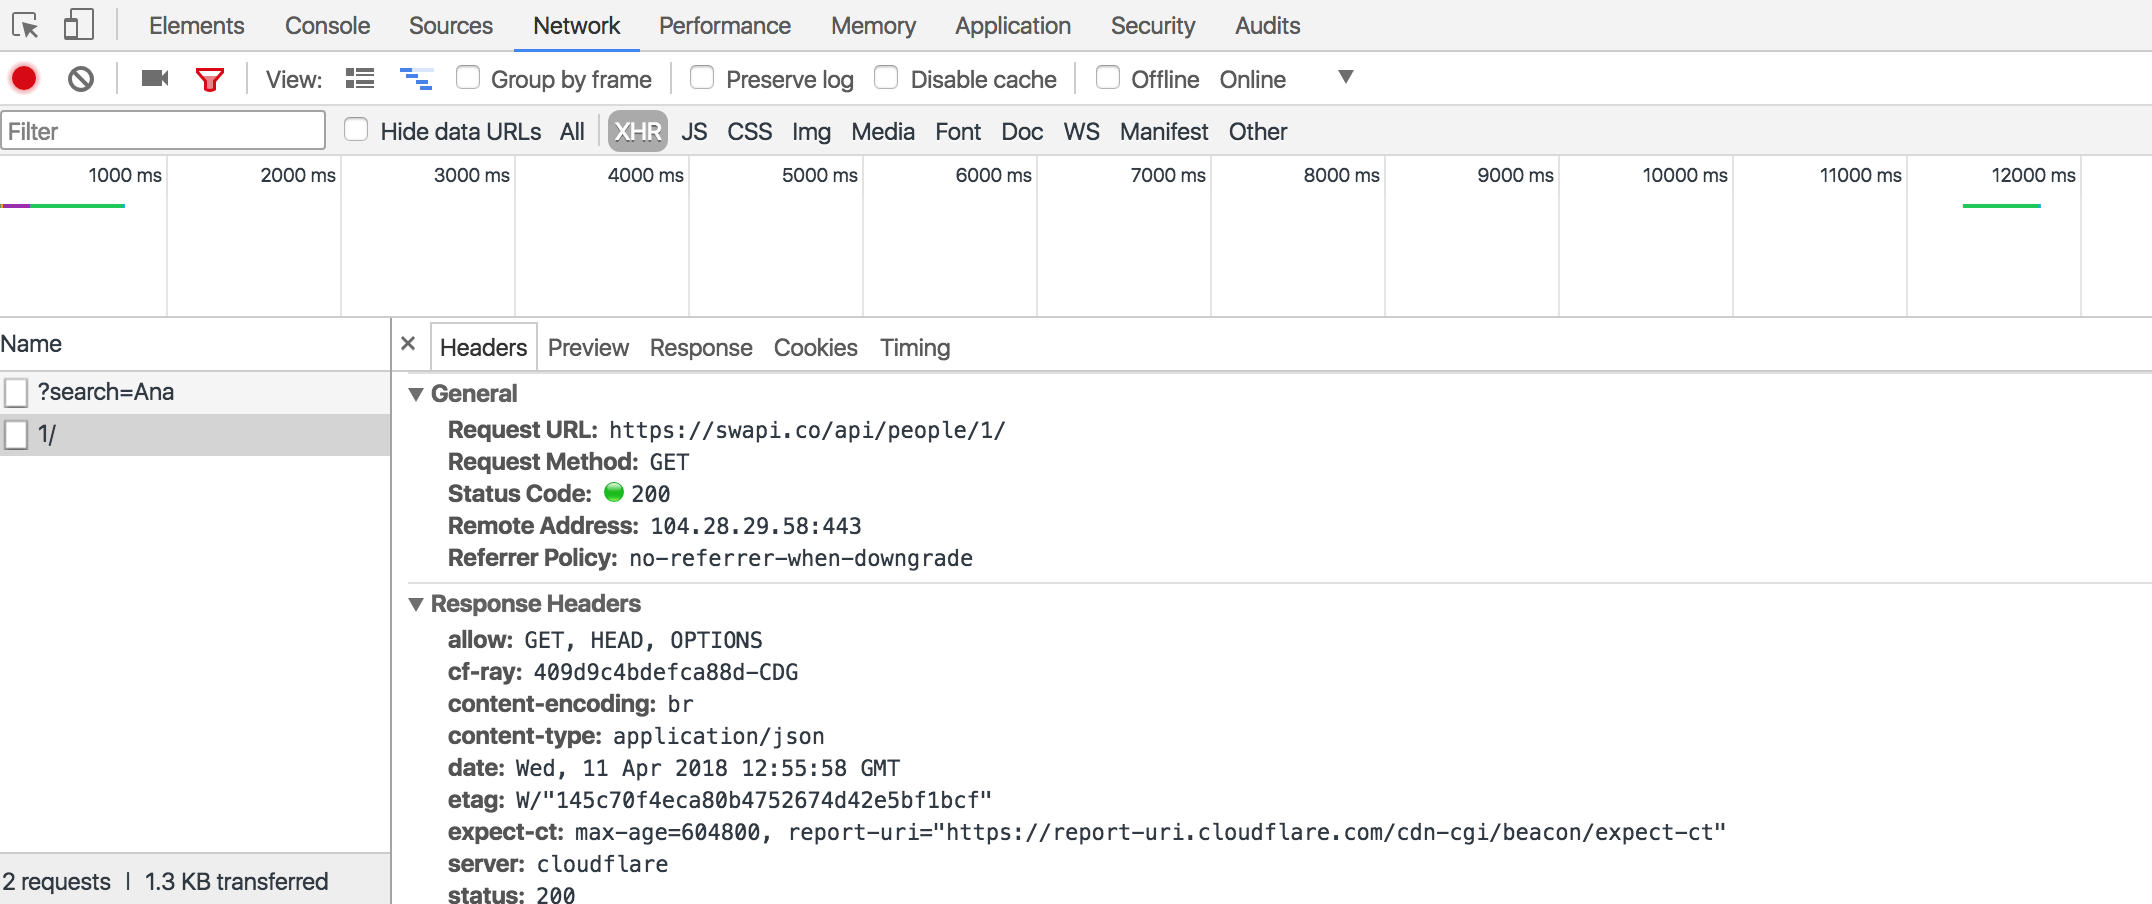 Elements Console Sources Network Performance Memory Application Security Audits
View: Group by frame Preserve log Disable cache Offline Online
Filter Hide data URLs All XHR JS CSS Img Media Font Doc WS Manifest Other
1000 ms 2000 ms 3000 ms 4000 ms 5000 ms 6000 ms 7000 ms 8000 ms 9000 ms 10000 ms 11000 ms 12000 ms
Name
?search=Ana
1/
2 requests | 1.3 KB transferred
× Headers Preview Response Cookies Timing
General
Request URL: https://swapi.co/api/people/1/
Request Method: GET
Status Code: 200
Remote Address: 104.28.29.58:443
Referrer Policy: no-referrer-when-downgrade
Response Headers
allow: GET, HEAD, OPTIONS
cf-ray: 409d9c4bdefca88d-CDG
content-encoding: br
content-type: application/json
date: Wed, 11 Apr 2018 12:55:58 GMT
etag: W/"145c70f4eca80b4752674d42e5bf1bcf"
expect-ct: max-age=604800, report-uri="https://report-uri.cloudflare.com/cdn-cgi/beacon/expect-ct"
server: cloudflare
status: 200